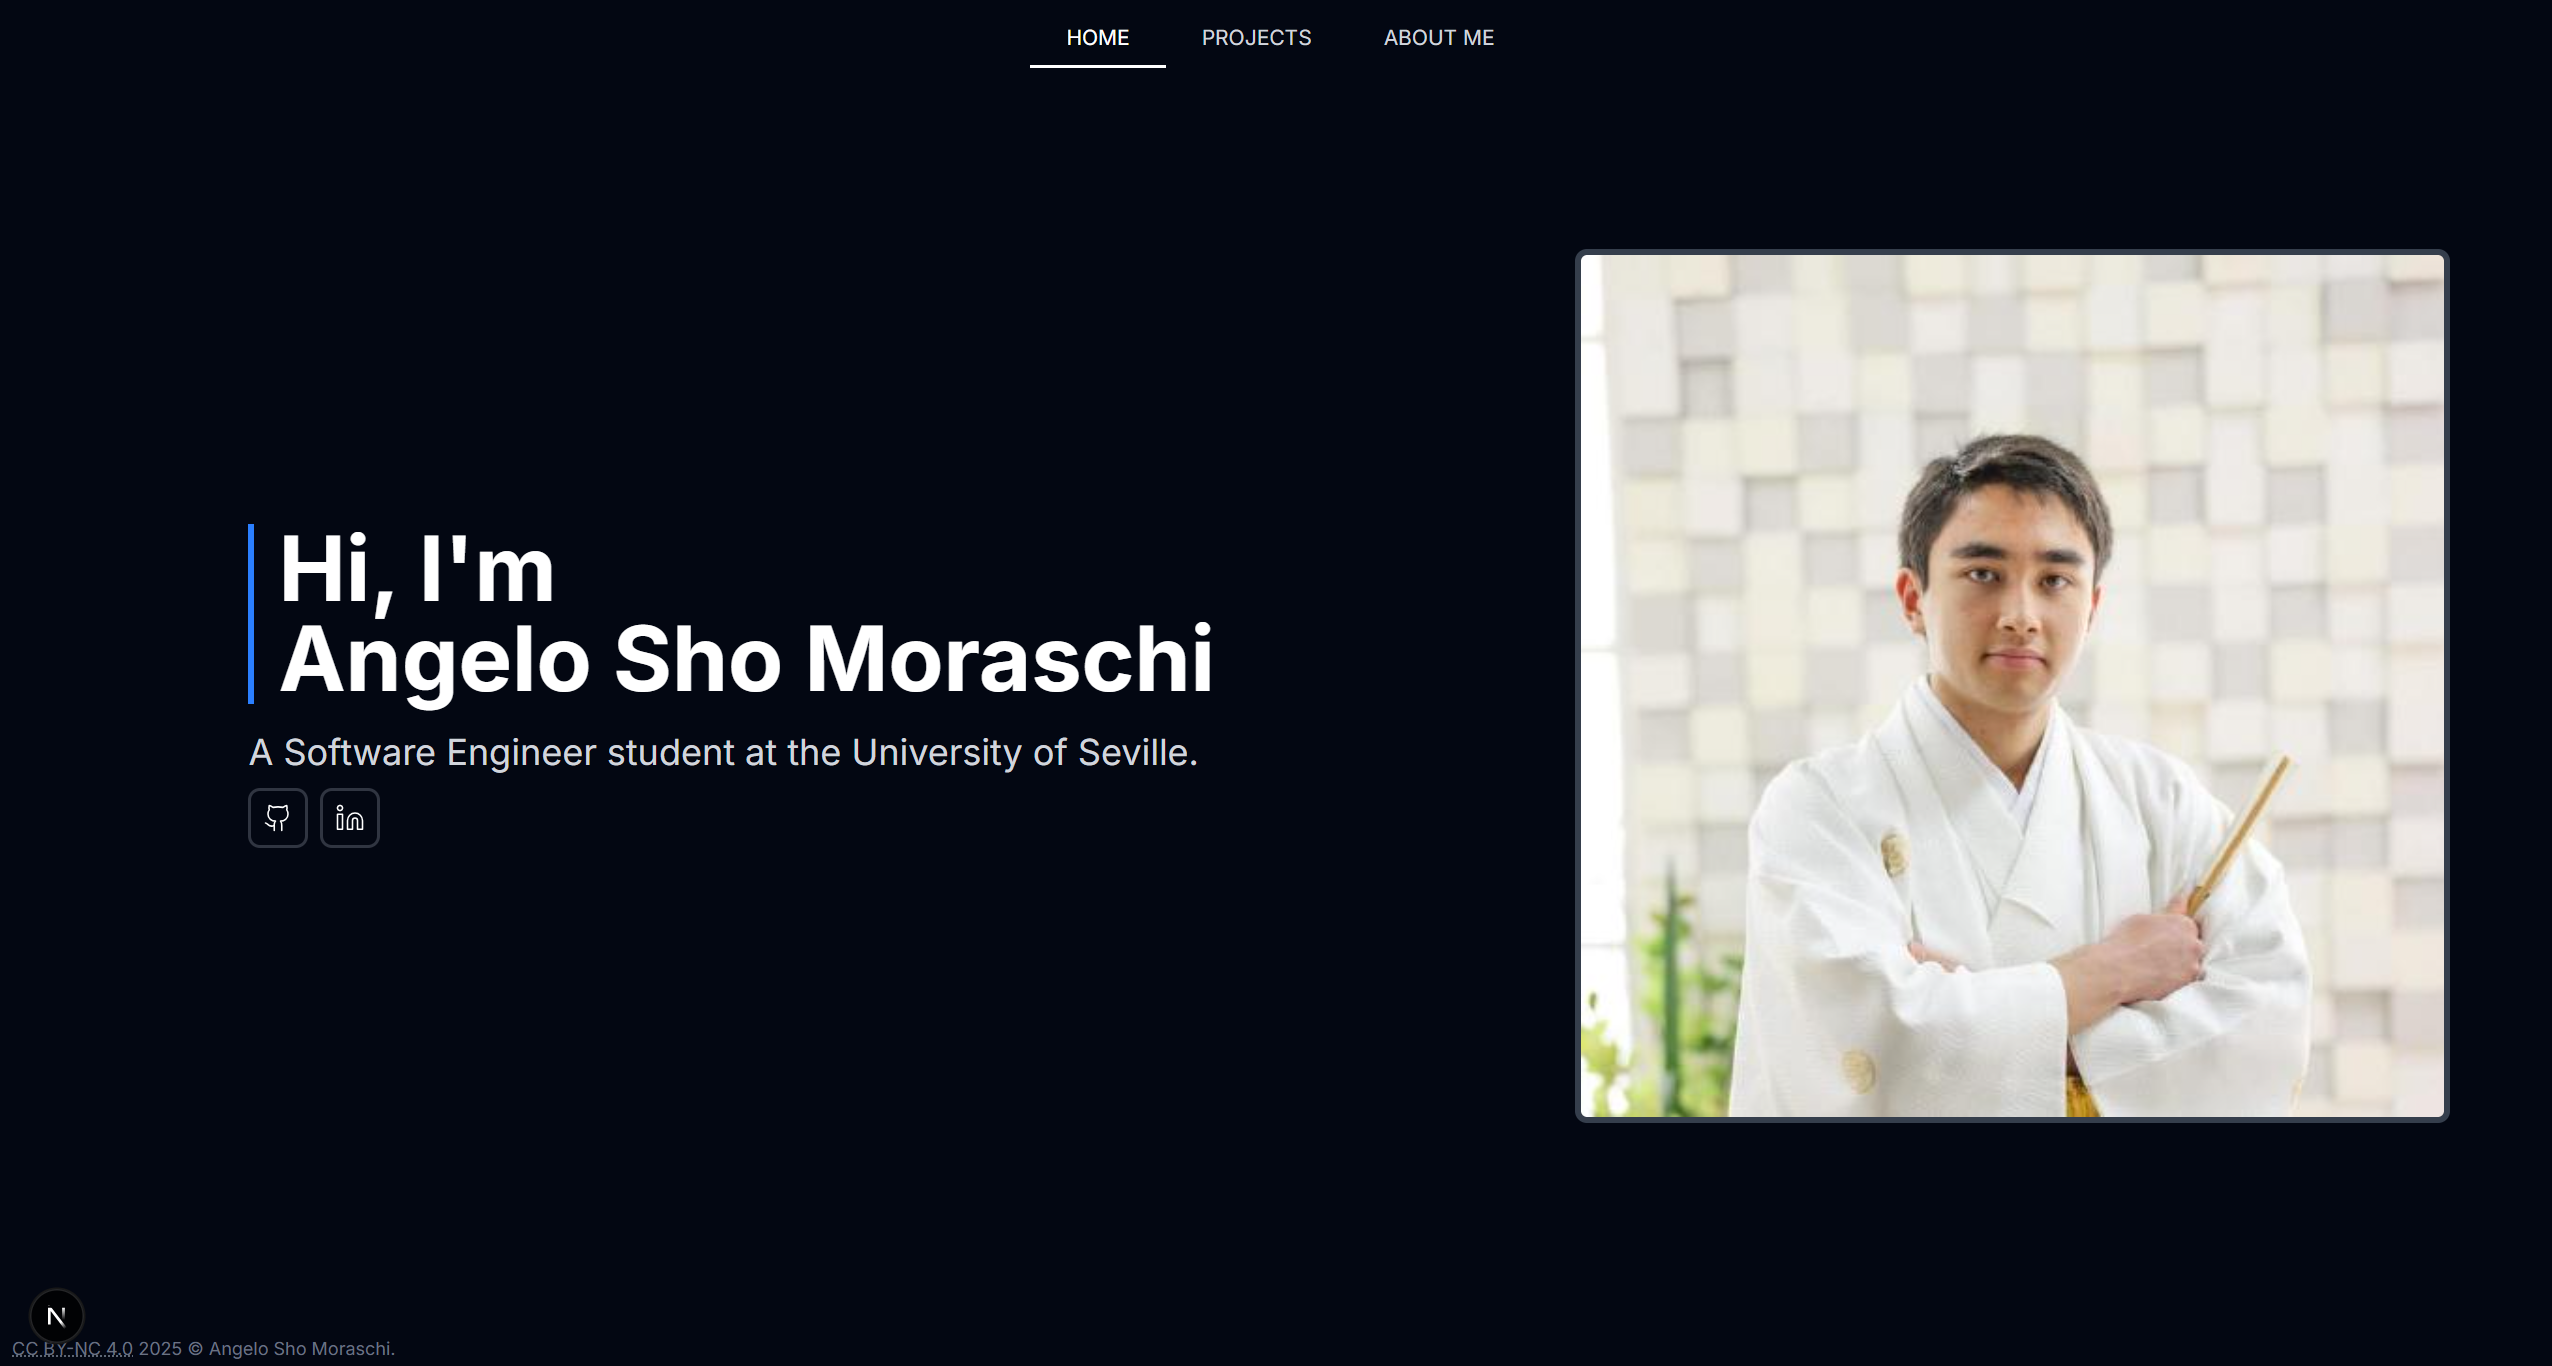 HOME PROJECTS ABOUT ME
Hi, I'm
Angelo Sho Moraschi
A Software Engineer student at the University of Seville.
in
N
CC BY-NC 4.0 2025 © Angelo Sho Moraschi.